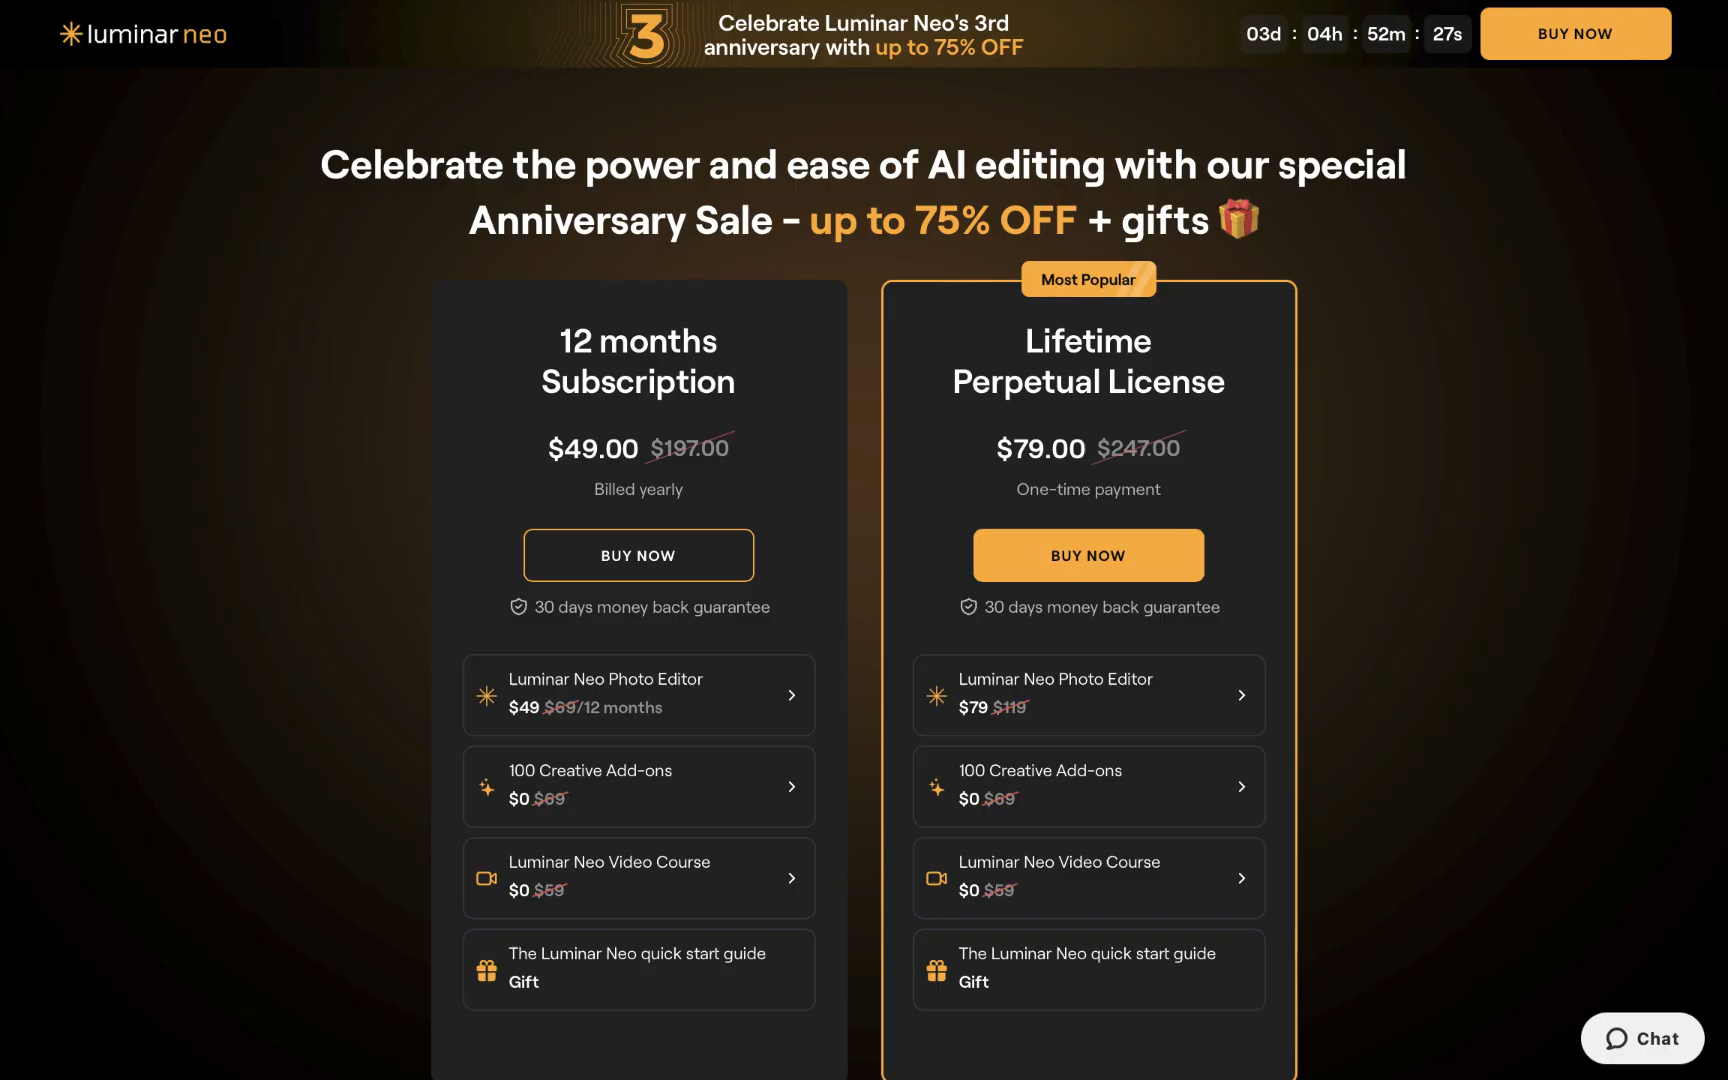 luminar neo
3
Celebrate Luminar Neo's 3rd
anniversary with up to 75% OFF
03d : 04h : 52m : 27s
BUY NOW
Celebrate the power and ease of AI editing with our special
Anniversary Sale - up to 75% OFF + gifts
12 months
Subscription
$49.00 $197.00
Billed yearly
BUY NOW
30 days money back guarantee
Luminar Neo Photo Editor
$49 $69/12 months
100 Creative Add-ons
$0 $69
Luminar Neo Video Course
$0 $59
The Luminar Neo quick start guide
Gift
Most Popular
Lifetime
Perpetual License
$79.00 $247.00
One-time payment
BUY NOW
30 days money back guarantee
Luminar Neo Photo Editor
$79 $119
100 Creative Add-ons
$0 $69
Luminar Neo Video Course
$0 $59
The Luminar Neo quick start guide
Gift
Chat